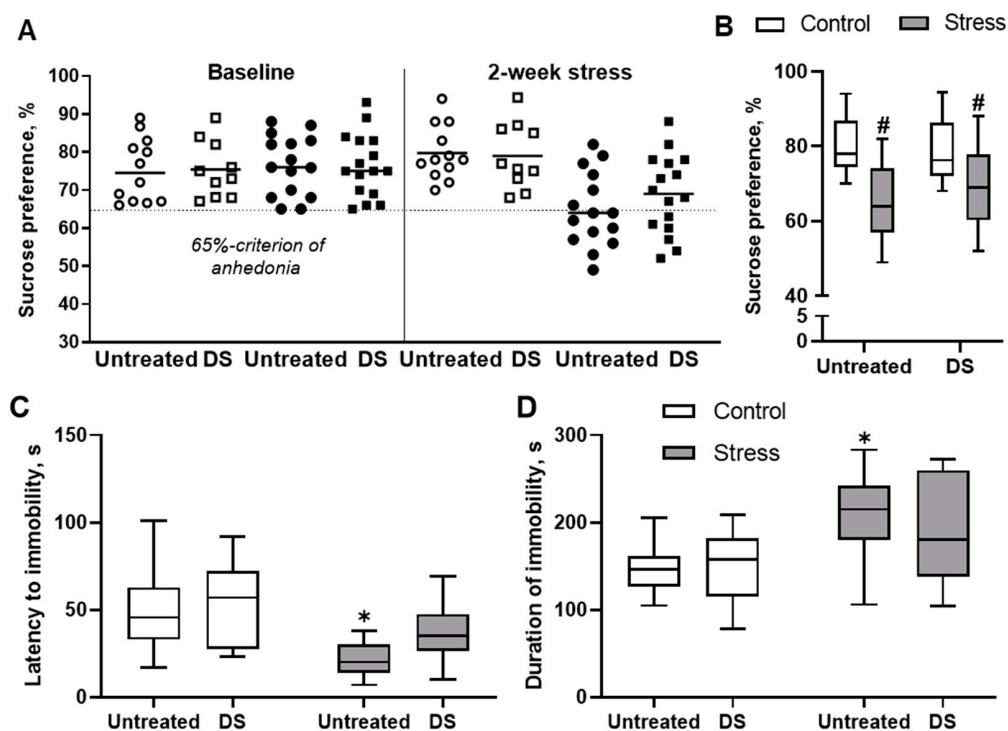 A
Baseline
2-week stress
Sucrose preference, %
100
90
80
70
60
50
40
30
65%-criterion of
anhedonia
Untreated DS Untreated DS Untreated DS Untreated DS
B
Control Stress
Sucrose preference, %
100
80
60
40
5
0
# #
Untreated DS
C
Latency to immobility, s
150
100
50
0
*
Untreated DS Untreated DS
D
Control
Stress
Duration of immobility, s
300
200
100
0
*
Untreated DS Untreated DS